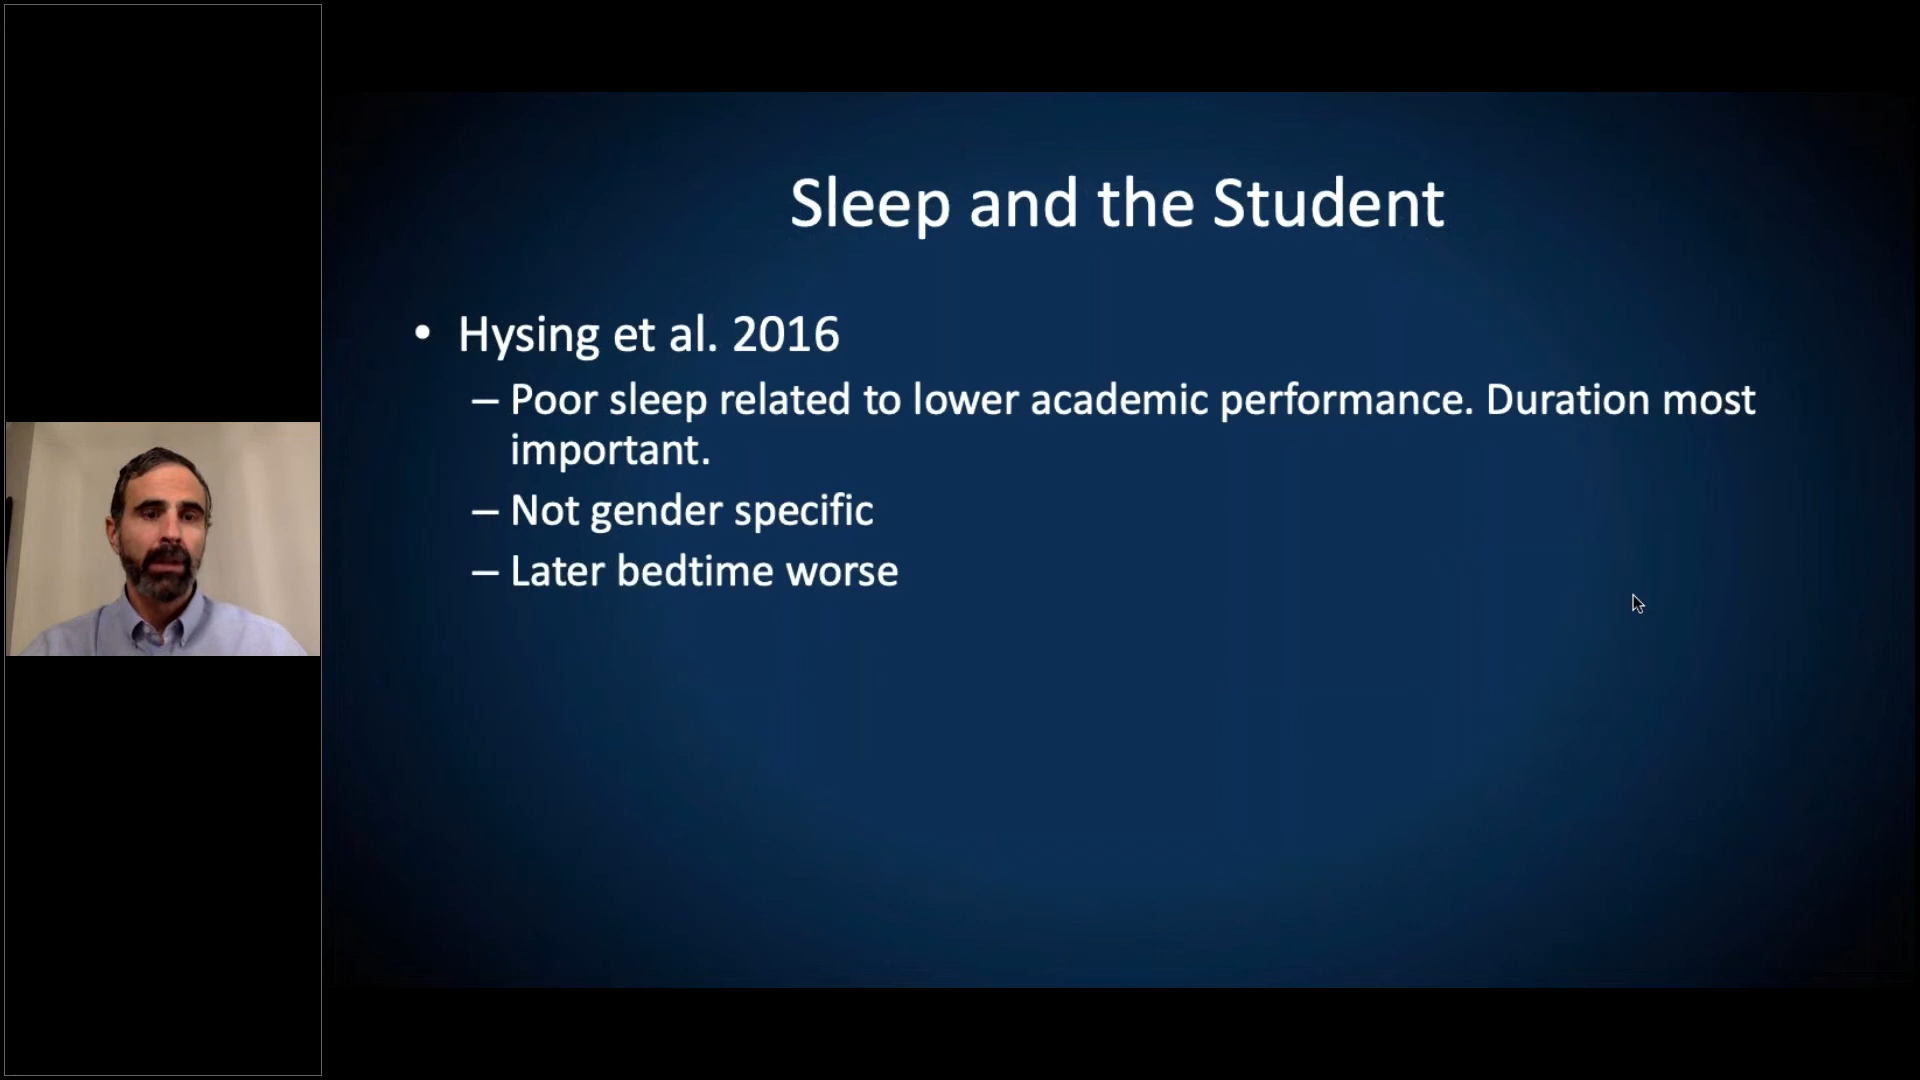 Sleep and the Student
• Hysing et al. 2016
– Poor sleep related to lower academic performance. Duration most
important.
– Not gender specific
– Later bedtime worse